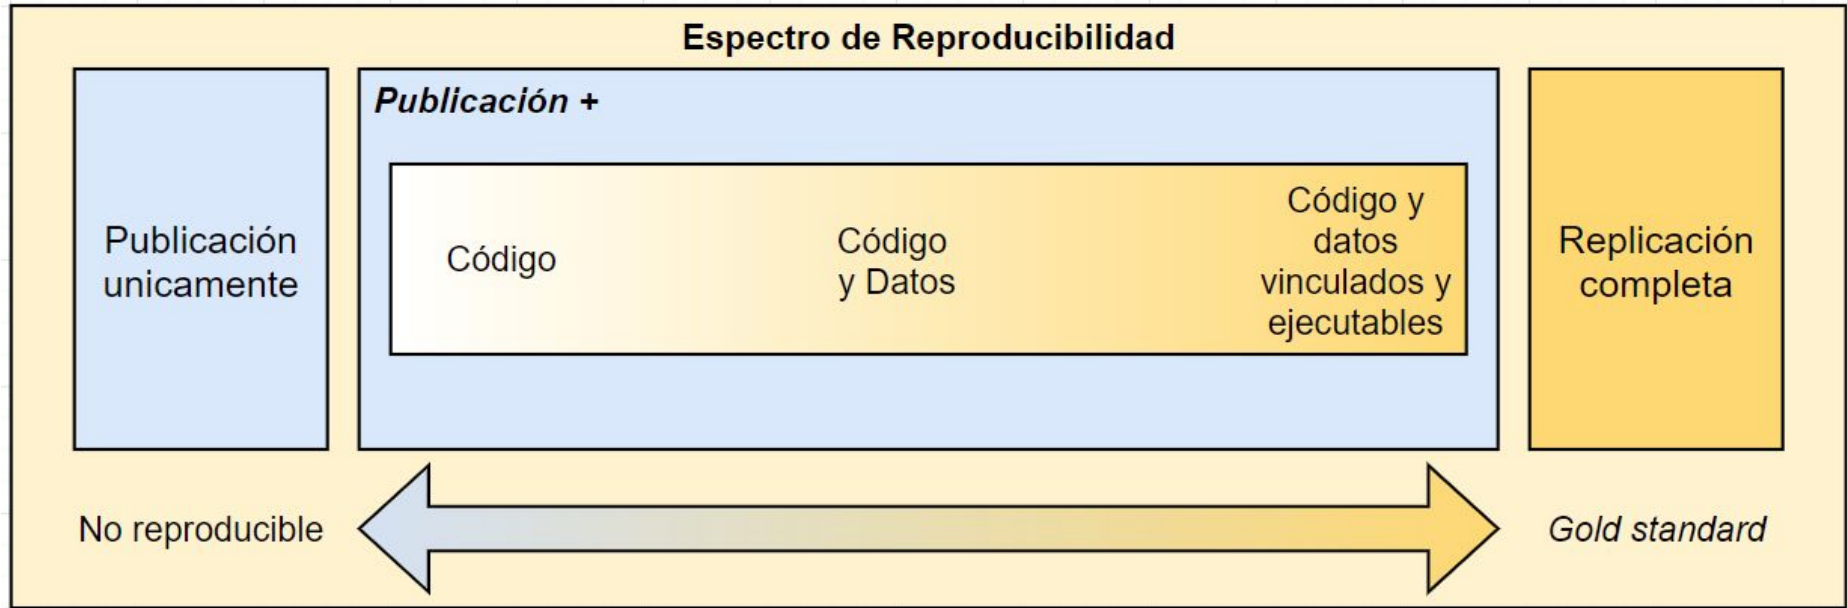 Espectro de Reproducibilidad
Publicación
unicamente
Publicación +
Código
Código
y Datos
Código y
datos
vinculados y
ejecutables
Replicación
completa
No reproducible
Gold standard